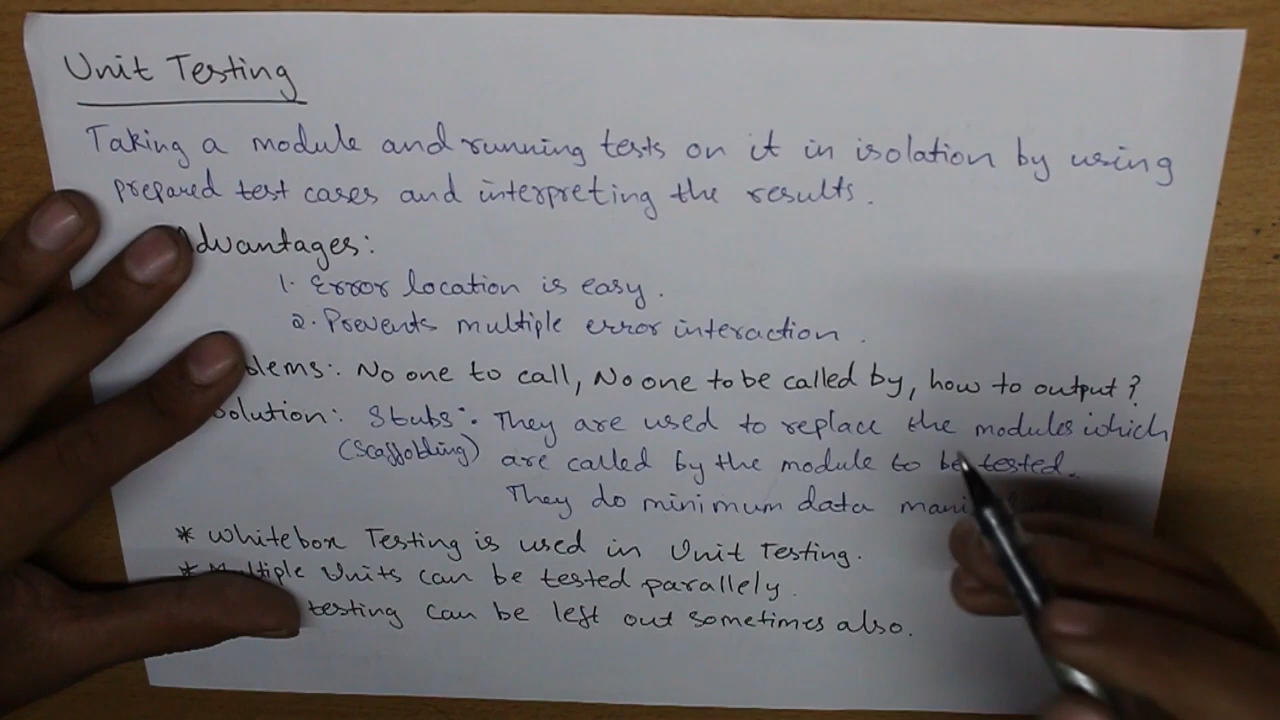 Unit Testing
Taking a module and running tests on it in isolation by using
prepared test cases and interpreting the results.
Advantages:
1. Error location is easy.
2. Prevents multiple error interaction.
blems: No one to call, No one to be called by, how to output?
Solution: Stubs: They are used to replace the modules which
(Scaffolding) are called by the module to be tested.
They do minimum data mani
* Whitebox Testing is used in Unit Testing.
* Multiple Units can be tested parallely.
testing can be left out sometimes also.